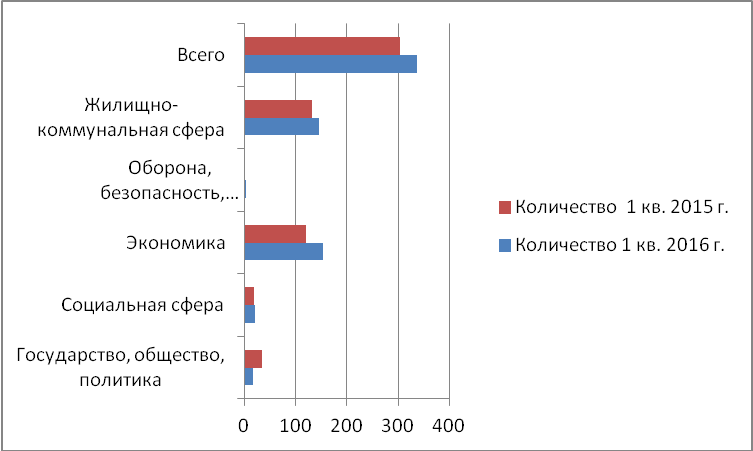 Всего
Жилищно-
коммунальная сфера
Оборона,
безопасность,...
Экономика
Социальная сфера
Государство, общество,
политика
0 100 200 300 400
Количество 1 кв. 2015 г.
Количество 1 кв. 2016 г.